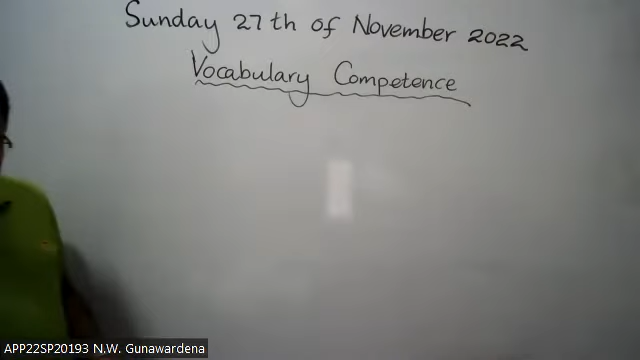 Sunday 27th of November 2022
Vocabulary Competence
APP22SP20193 N.W. Gunawardena